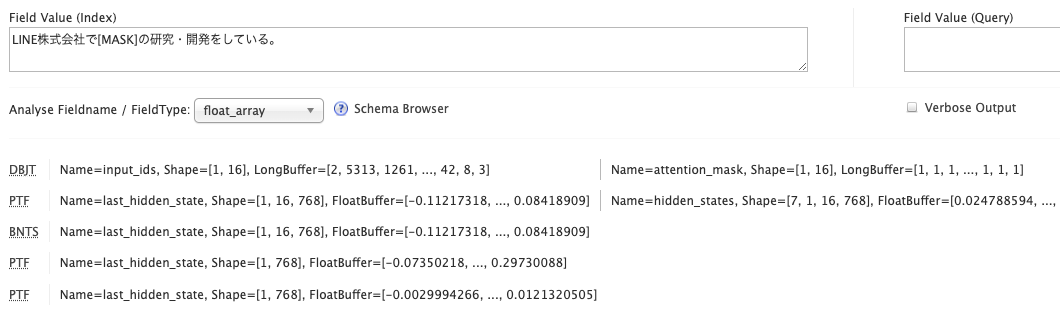 Field Value (Index) Field Value (Query)
LINE株式会社で[MASK]の研究・開発をしている。
Analyse Fieldname / FieldType: float_array ? Schema Browser Verbose Output
DBJT Name=input_ids, Shape=[1, 16], LongBuffer=[2, 5313, 1261, ..., 42, 8, 3] Name=attention_mask, Shape=[1, 16], LongBuffer=[1, 1, 1, ..., 1, 1, 1]
PTF Name=last_hidden_state, Shape=[1, 16, 768], FloatBuffer=[-0.11217318, ..., 0.08418909] Name=hidden_states, Shape=[7, 1, 16, 768], FloatBuffer=[0.024788594, ...,
BNTS Name=last_hidden_state, Shape=[1, 16, 768], FloatBuffer=[-0.11217318, ..., 0.08418909]
PTF Name=last_hidden_state, Shape=[1, 768], FloatBuffer=[-0.07350218, ..., 0.29730088]
PTF Name=last_hidden_state, Shape=[1, 768], FloatBuffer=[-0.0029994266, ..., 0.0121320505]